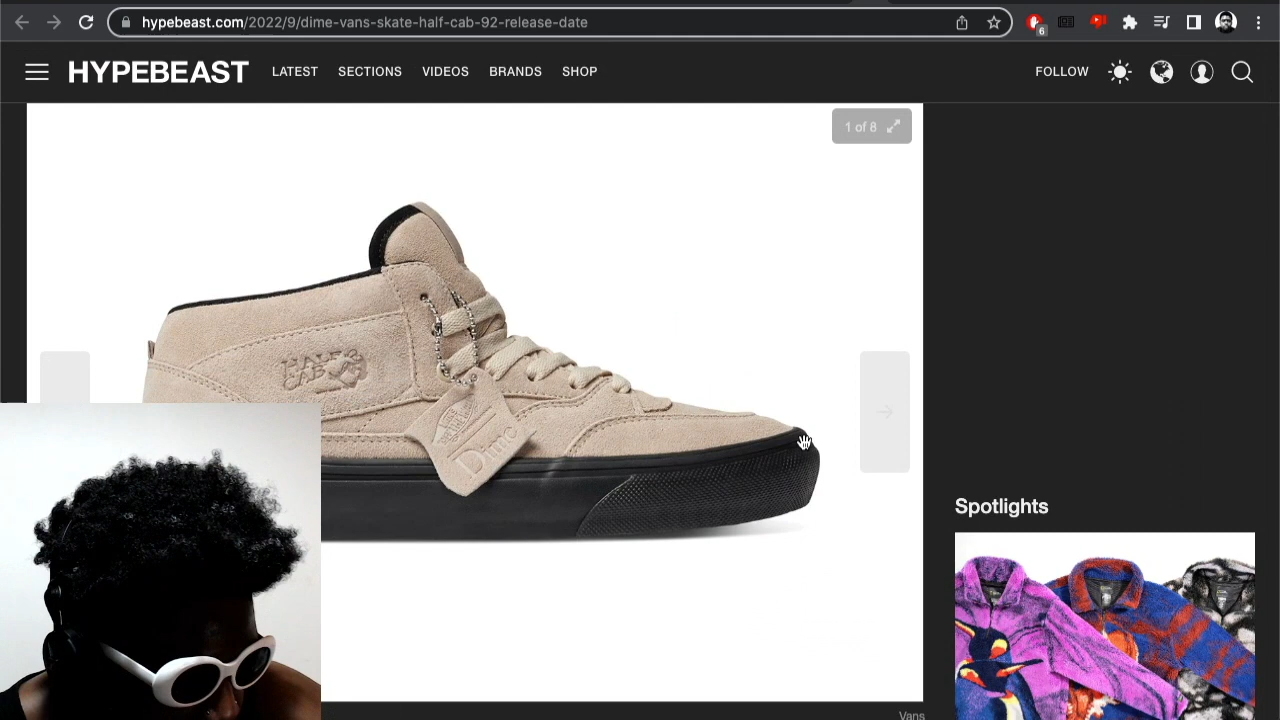 hypebeast.com/2022/9/dime-vans-skate-half-cab-92-release-date
6
HYPEBEAST LATEST SECTIONS VIDEOS BRANDS SHOP FOLLOW
1 of 8
HALF
CAB
Dime
Spotlights
Vans